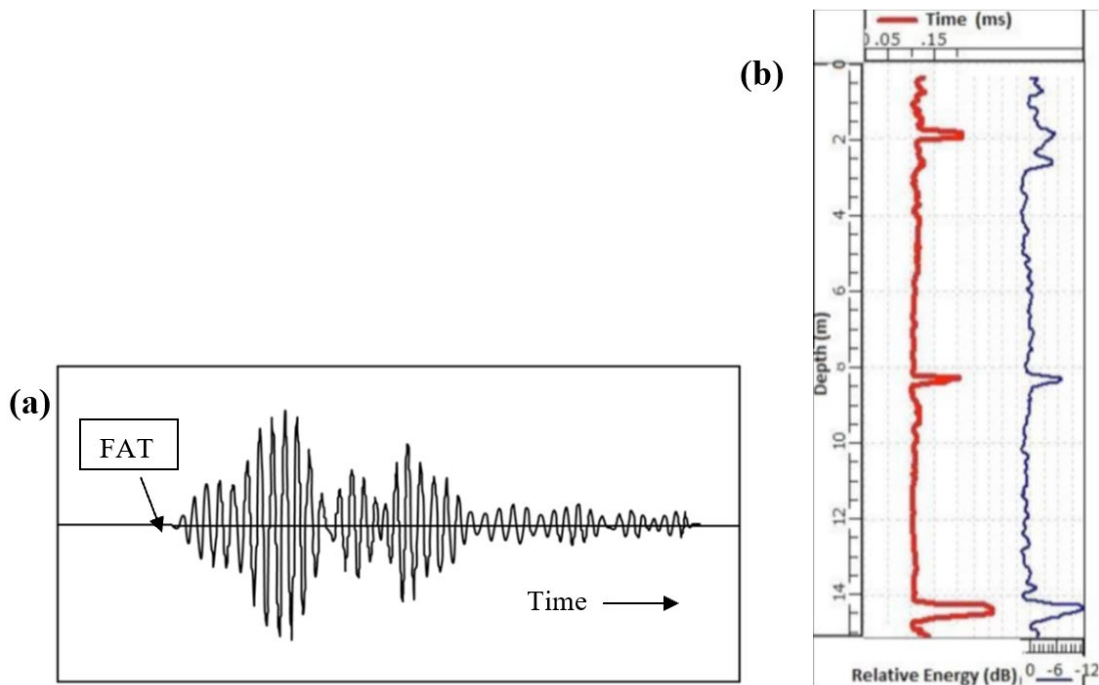 (a)
FAT
Time
(b)
Time (ms)
0.05 .15
Depth (m)
0
2
4
6
8
10
12
14
Relative Energy (dB) 0 -6 -12